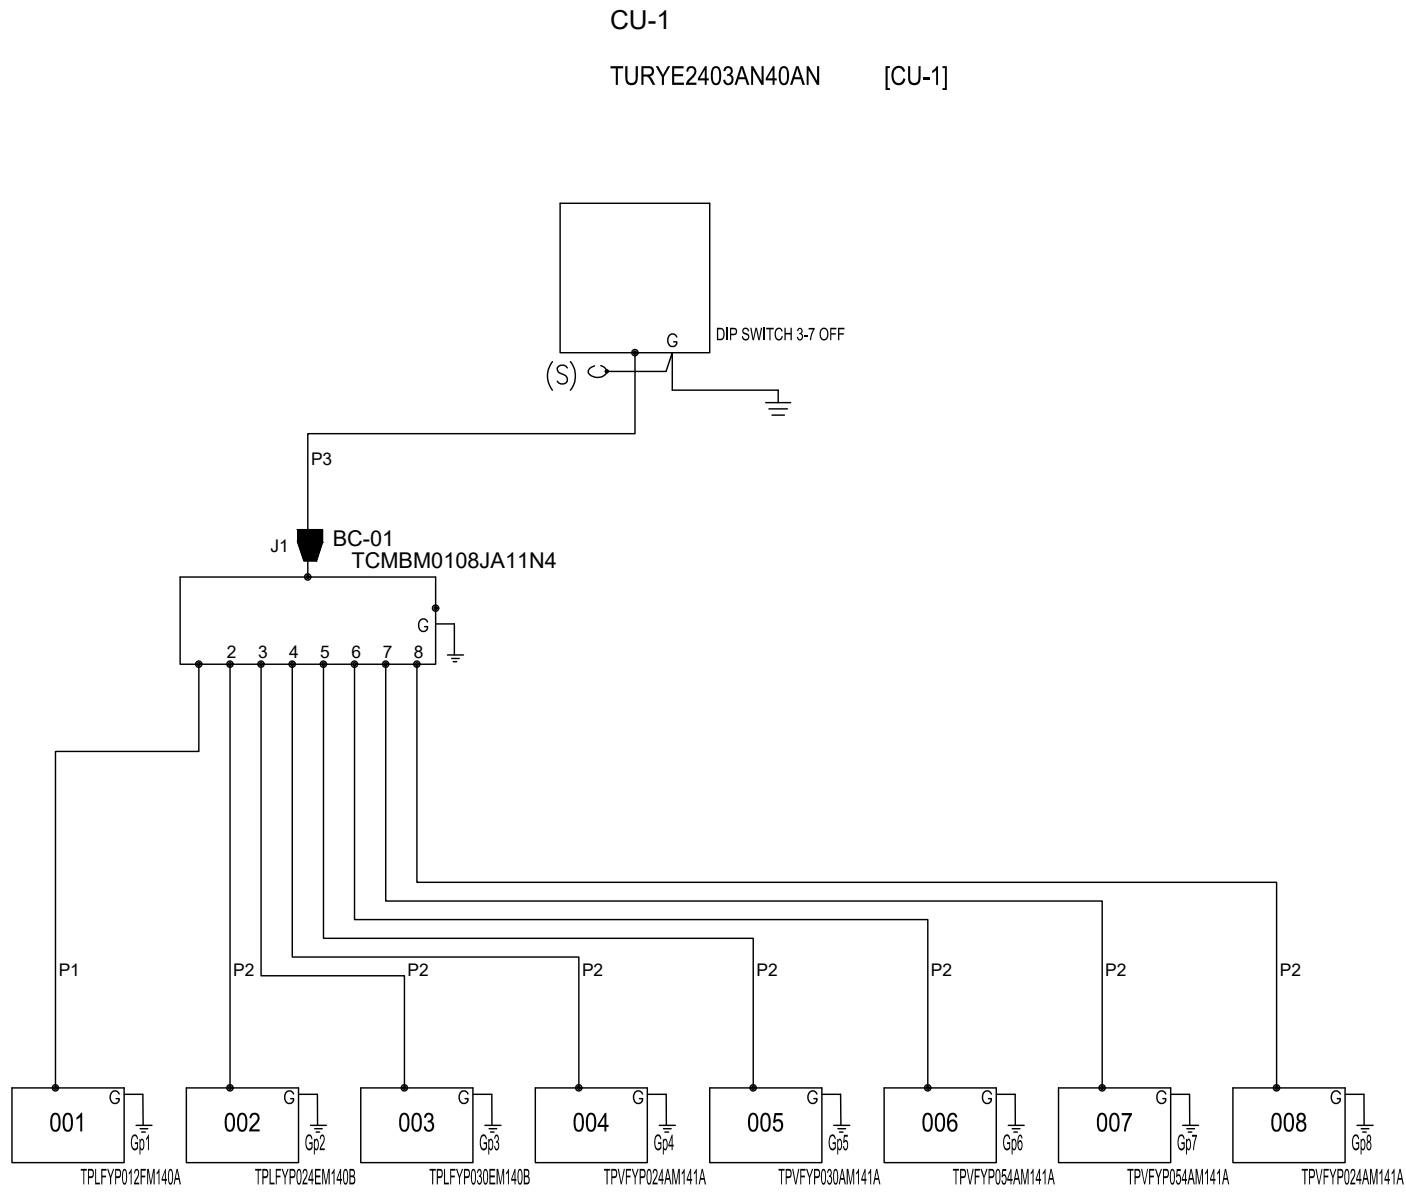 CU-1
TURYE2403AN40AN [CU-1]
DIP SWITCH 3-7 OFF
G
(S)
P3
J1
BC-01
TCMBM0108JA11N4
G
2 3 4 5 6 7 8
P1 P2 P2 P2 P2 P2 P2 P2
G G G G G G G G
001 002 003 004 005 006 007 008
Gp1 Gp2 Gp3 Gp4 Gp5 Gp6 Gp7 Gp8
TPLFYP012FM140A TPLFYP024EM140B TPLFYP030EM140B TPVFYP024AM141A TPVFYP030AM141A TPVFYP054AM141A TPVFYP054AM141A TPVFYP024AM141A